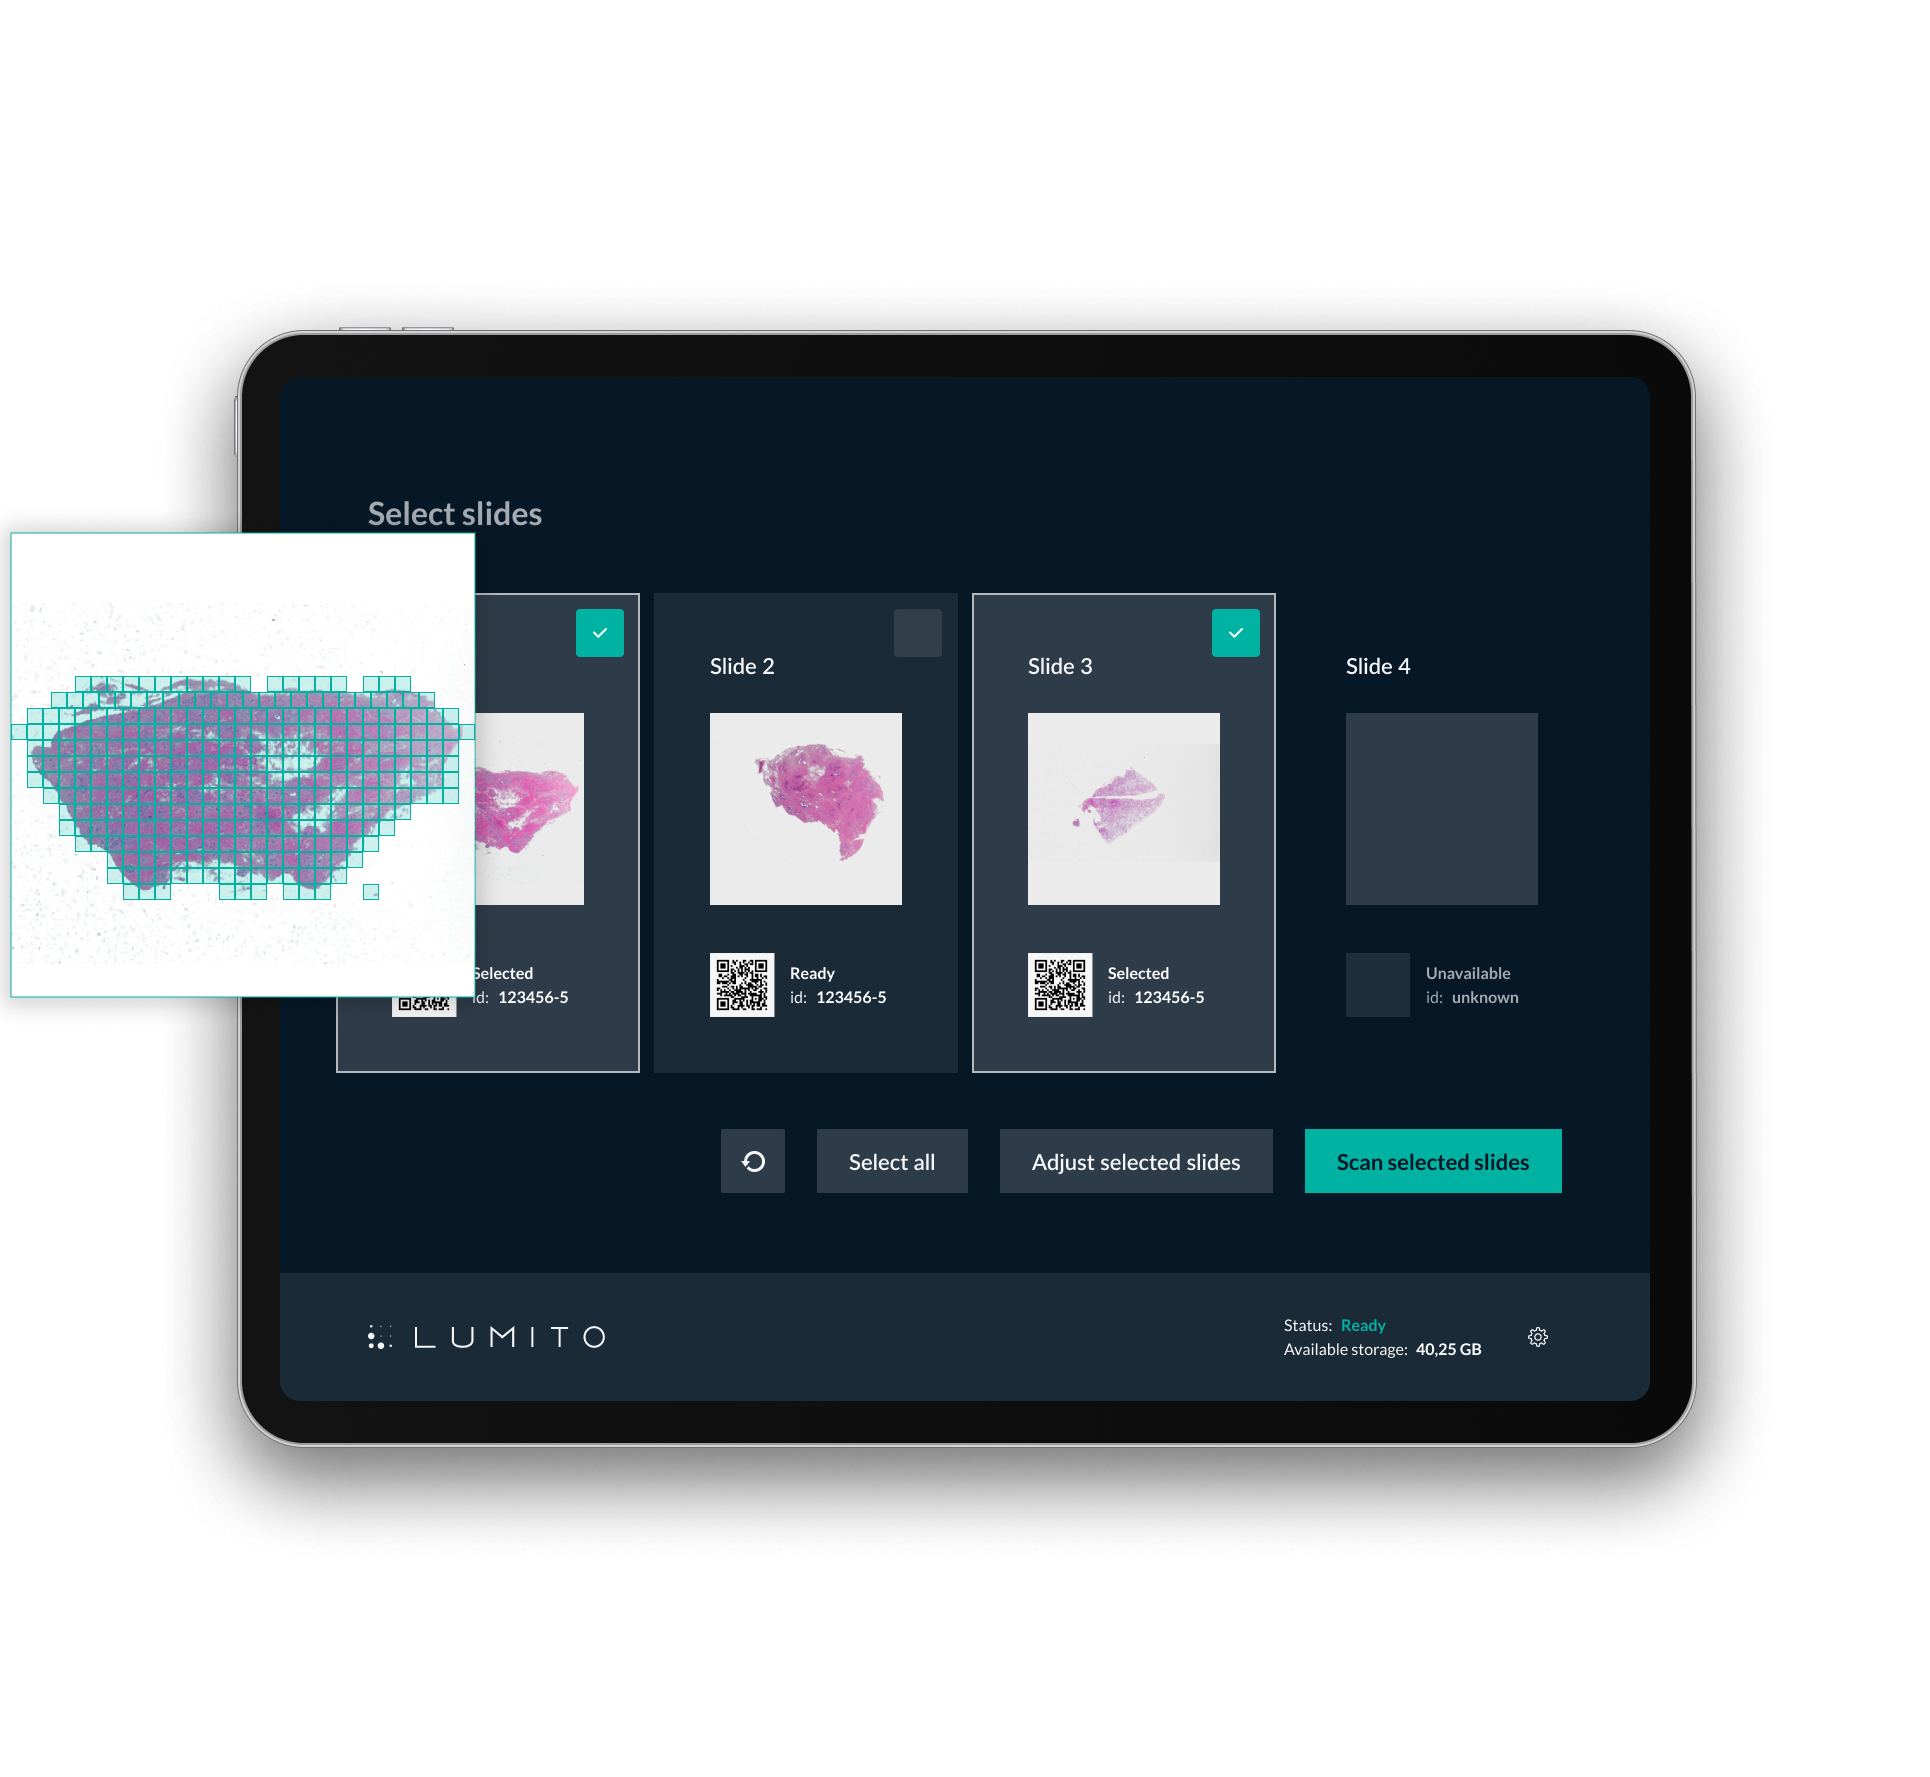 Select slides
Slide 2
Slide 3
Slide 4
Selected
id: 123456-5
Ready
id: 123456-5
Selected
id: 123456-5
Unavailable
id: unknown
Select all
Adjust selected slides
Scan selected slides
LUMITO
Status: Ready
Available storage: 40,25 GB